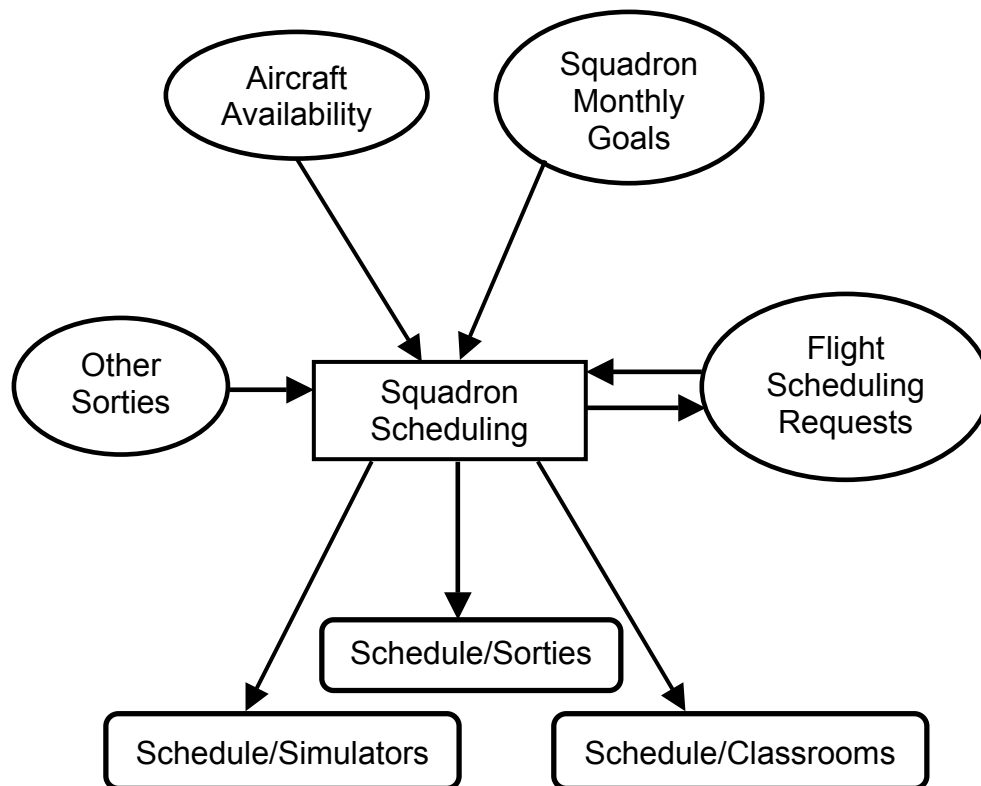 Aircraft
Availability
Squadron
Monthly
Goals
Other
Sorties
Squadron
Scheduling
Flight
Scheduling
Requests
Schedule/Sorties
Schedule/Simulators
Schedule/Classrooms